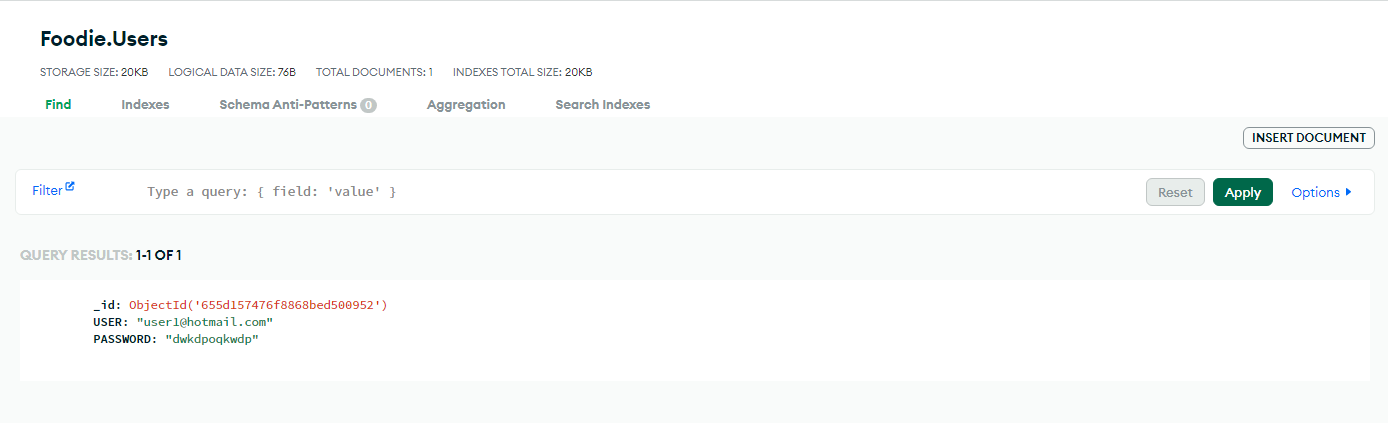 Foodie.Users
STORAGE SIZE: 20KB LOGICAL DATA SIZE: 76B TOTAL DOCUMENTS: 1 INDEXES TOTAL SIZE: 20KB
Find Indexes Schema Anti-Patterns 0 Aggregation Search Indexes
INSERT DOCUMENT
Filter Type a query: { field: 'value' } Reset Apply Options
QUERY RESULTS: 1-1 OF 1
_id: ObjectId('655d157476f8868bed500952')
USER: "user1@hotmail.com"
PASSWORD: "dwkdpoqkwdp"